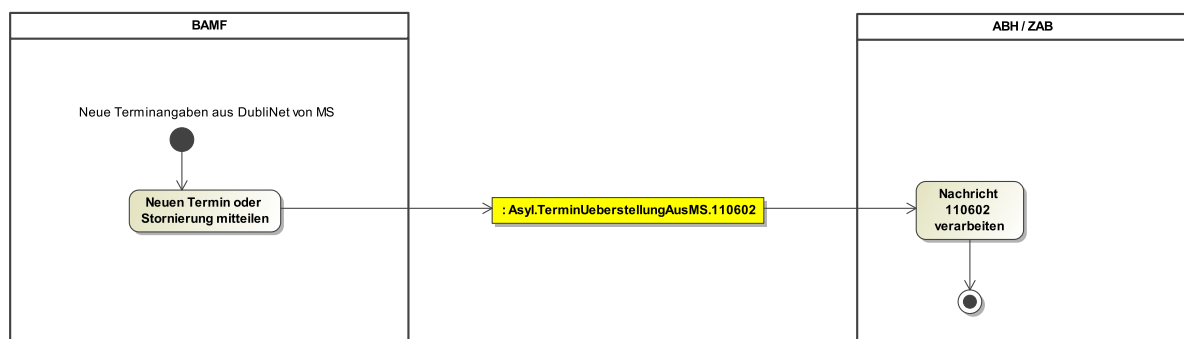 BAMF
ABH / ZAB
Neue Terminangaben aus DubliNet von MS
Neuen Termin oder
Stornierung mitteilen
: Asyl.TerminUeberstellungAusMS.110602
Nachricht
110602
verarbeiten